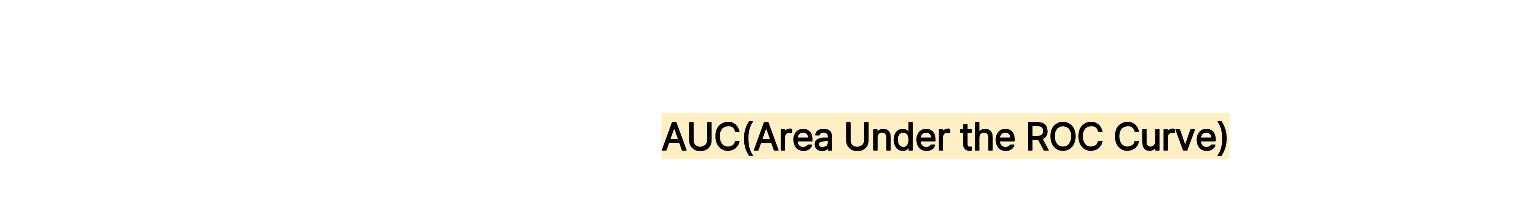 AUC(Area Under the ROC Curve)